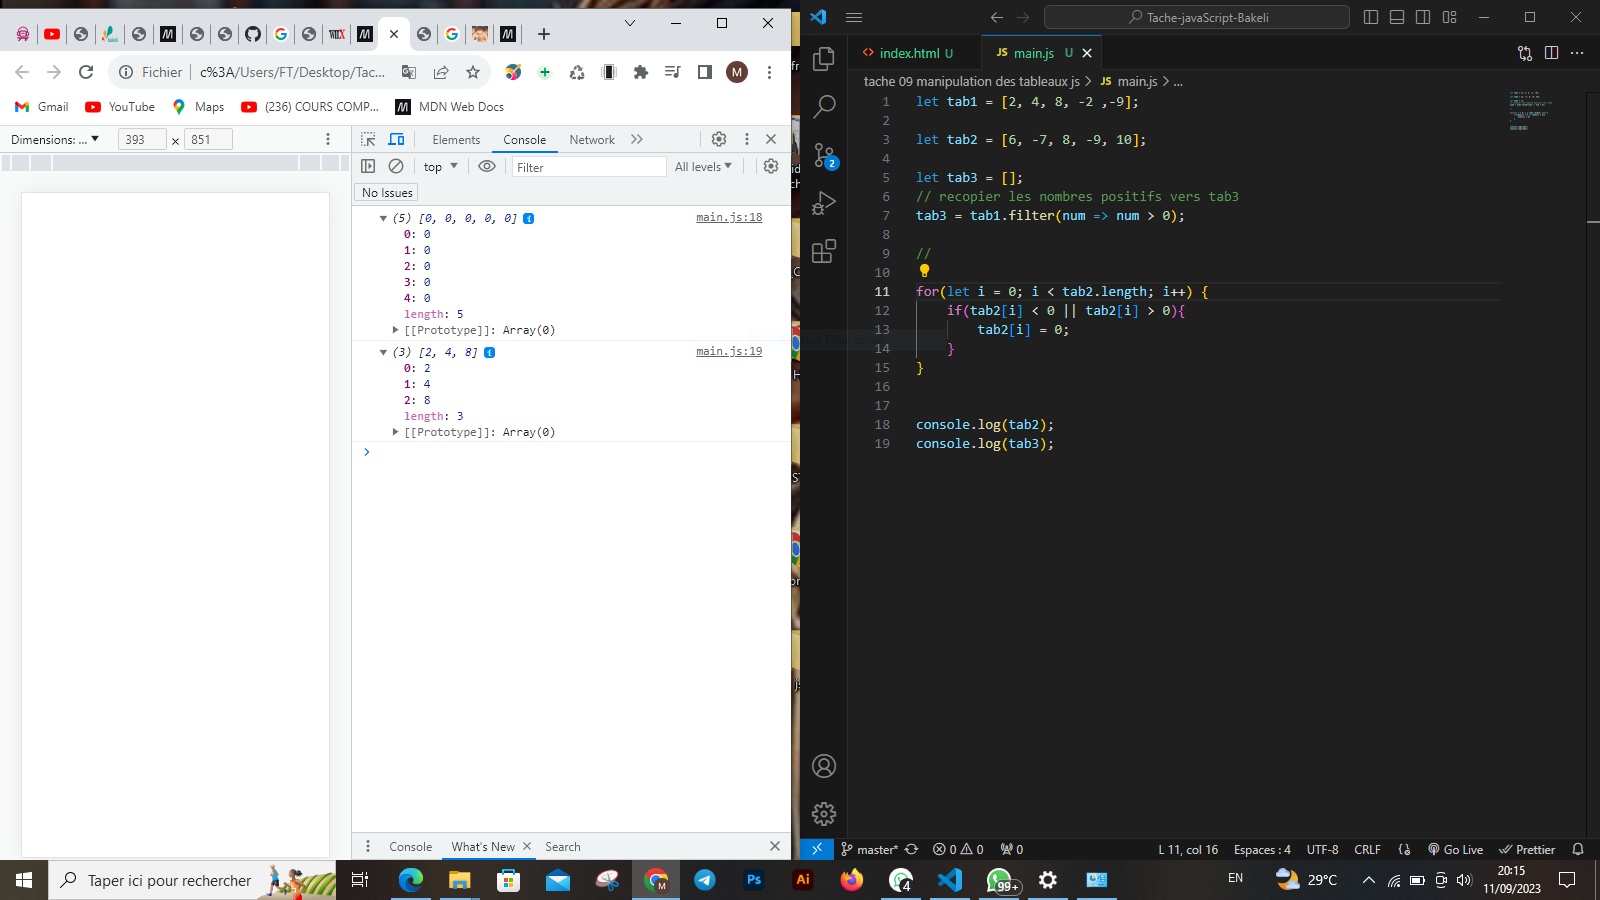 Fichier
c%3A/Users/FT/Desktop/Tac...
M
Gmail
YouTube
Maps
(236) COURS COMP...
MDN Web Docs
Dimensions: ...
393
×
851
Elements
Console
Network
top
Filter
All levels
No Issues
(5) [0, 0, 0, 0, 0]
main.js:18
0: 0
1: 0
2: 0
3: 0
4: 0
length: 5
[[Prototype]]: Array(0)
(3) [2, 4, 8]
main.js:19
0: 2
1: 4
2: 8
length: 3
[[Prototype]]: Array(0)
Console
What's New
Search
Tache-javaScript-Bakeli
index.html U
JS main.js U
tache 09 manipulation des tableaux js > JS main.js > ...
1 let tab1 = [2, 4, 8, -2 ,-9];
2
3 let tab2 = [6, -7, 8, -9, 10];
4
5 let tab3 = [];
6 // recopier les nombres positifs vers tab3
7 tab3 = tab1.filter(num => num > 0);
8
9 //
10
11 for(let i = 0; i < tab2.length; i++) {
12 if(tab2[i] < 0 || tab2[i] > 0){
13 tab2[i] = 0;
14 }
15 }
16
17
18 console.log(tab2);
19 console.log(tab3);
2
master*
0
0
0
L 11, col 16
Espaces : 4
UTF-8
CRLF
Go Live
Prettier
Taper ici pour rechercher
Ps
Ai
4
99+
EN
29°C
20:15
11/09/2023